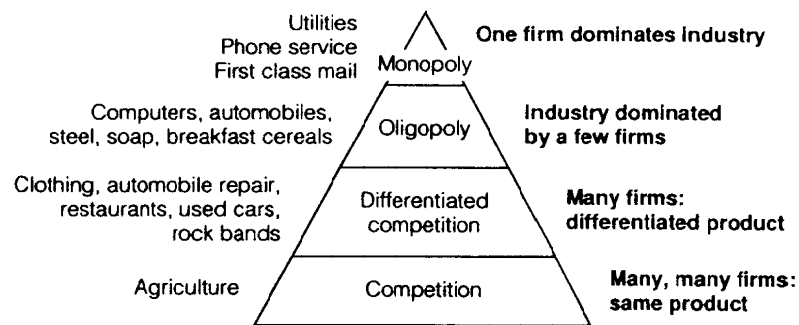 Utilities
Phone service
First class mail
Monopoly
One firm dominates industry
Computers, automobiles,
steel, soap, breakfast cereals
Oligopoly
Industry dominated
by a few firms
Clothing, automobile repair,
restaurants, used cars,
rock bands
Differentiated
competition
Many firms:
differentiated product
Agriculture
Competition
Many, many firms:
same product